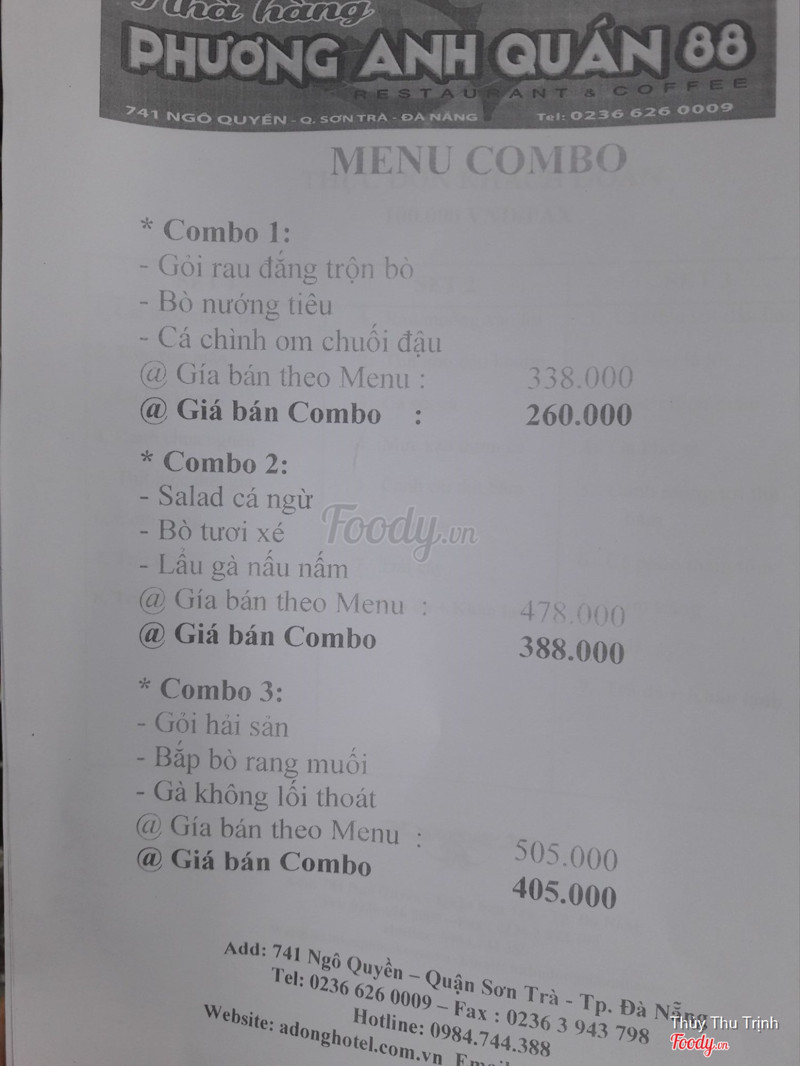 Nhà hàng
PHƯƠNG ANH QUÁN 88
RESTAURANT & COFFEE
741 NGÔ QUYỀN - Q. SƠN TRÀ - ĐÀ NẴNG Tel: 0236 626 0009
MENU COMBO
* Combo 1:
- Gỏi rau đắng trộn bò
- Bò nướng tiêu
- Cá chình om chuối đậu
@ Gía bán theo Menu : 338.000
@ Giá bán Combo : 260.000
* Combo 2:
- Salad cá ngừ
- Bò tươi xé
- Lẩu gà nấu nấm
@ Gía bán theo Menu : 478.000
@ Giá bán Combo 388.000
* Combo 3:
- Gỏi hải sản
- Bắp bò rang muối
- Gà không lối thoát
@ Gía bán theo Menu : 505.000
@ Giá bán Combo 405.000
Add: 741 Ngô Quyền – Quận Sơn Trà - Tp. Đà Nẵng
Tel: 0236 626 0009 – Fax : 0236 3 943 798
Hotline: 0984.744.388
Website: adonghotel.com.vn
Foody.vn
Thùy Thu Trịnh
Foody.vn